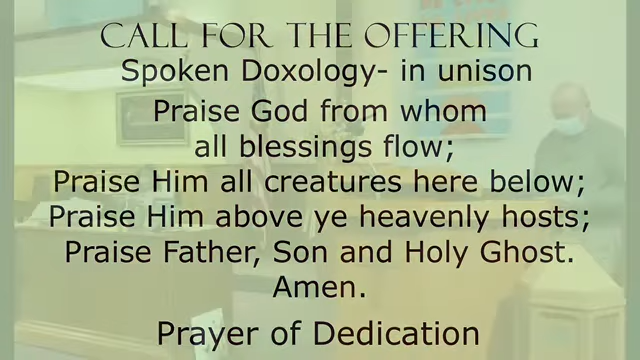 CALL FOR THE OFFERING
Spoken Doxology- in unison
Praise God from whom
all blessings flow;
Praise Him all creatures here below;
Praise Him above ye heavenly hosts;
Praise Father, Son and Holy Ghost.
Amen.
Prayer of Dedication